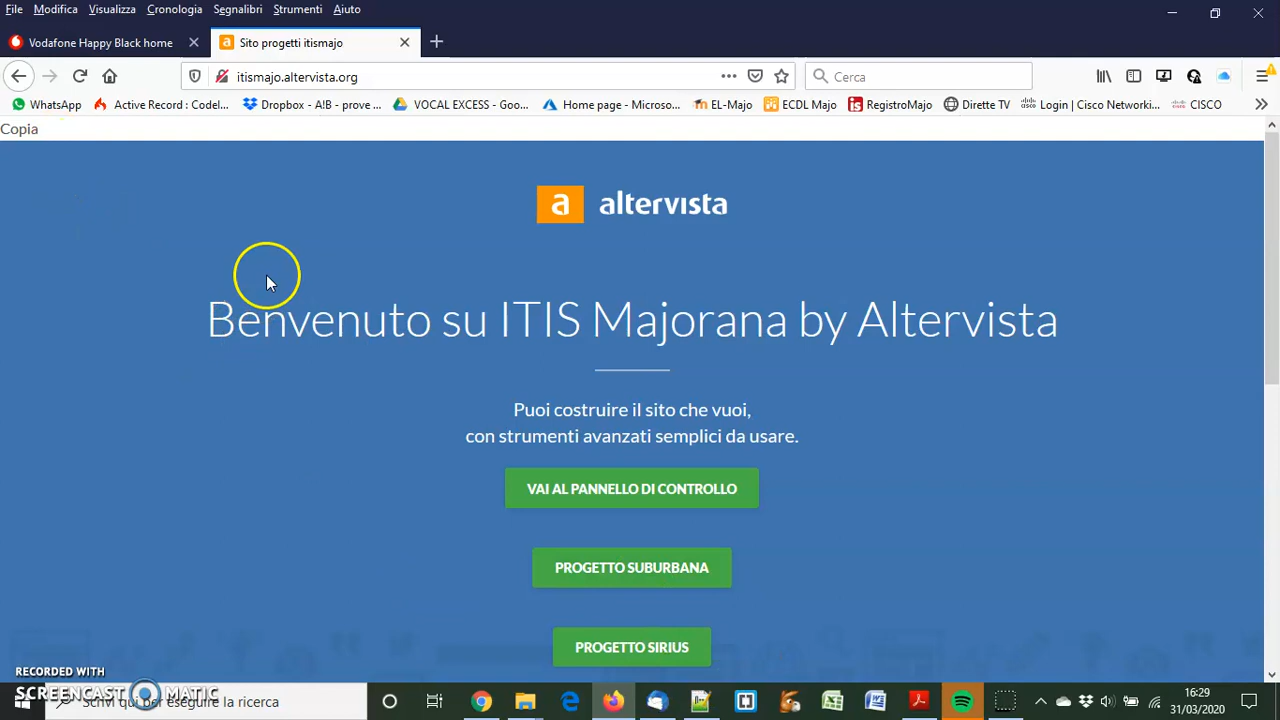 File Modifica Visualizza Cronologia Segnalibri Strumenti Aiuto
Vodafone Happy Black home
a Sito progetti itismajo
itismajo.altervista.org
Cerca
WhatsApp Active Record : Codel... Dropbox - A!B - prove ... VOCAL EXCESS - Goo... Home page - Microso... EL-Majo ECDL Majo is RegistroMajo Dirette TV cisco Login | Cisco Networki... cisco CISCO
Copia
a altervista
Benvenuto su ITIS Majorana by Altervista
Puoi costruire il sito che vuoi,
con strumenti avanzati semplici da usare.
VAI AL PANNELLO DI CONTROLLO
PROGETTO SUBURBANA
PROGETTO SIRIUS
RECORDED WITH
SCREENCAST MATIC
Scrivi qui per eseguire la ricerca
16:29
31/03/2020